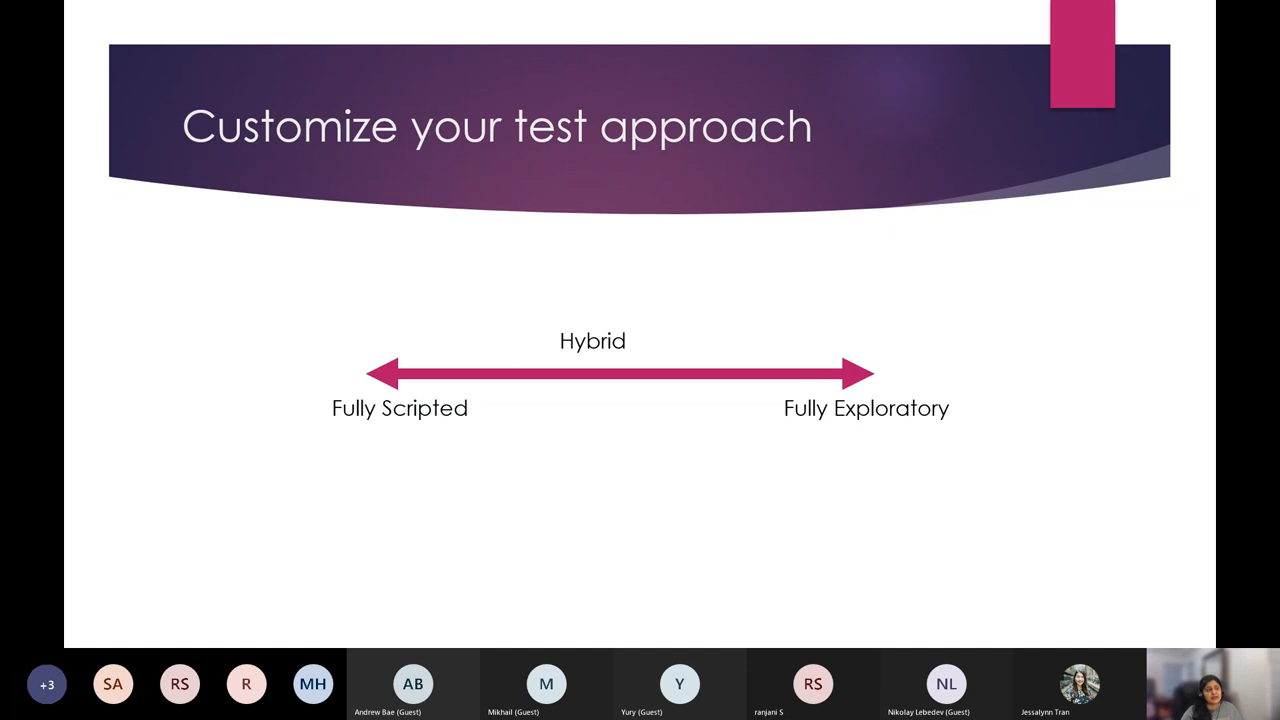 Customize your test approach
Hybrid
Fully Scripted
Fully Exploratory
+3
SA
RS
R
MH
AB
M
Y
RS
NL
Andrew Bae (Guest)
Mikhail (Guest)
Yury (Guest)
ranjani S
Nikolay Lebedev (Guest)
Jessalynn Tran